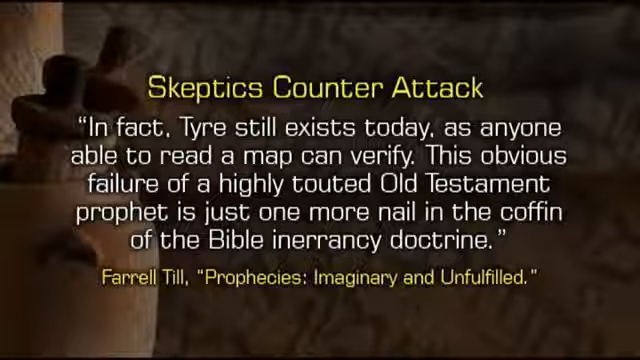 Skeptics Counter Attack
“In fact, Tyre still exists today, as anyone
able to read a map can verify. This obvious
failure of a highly touted Old Testament
prophet is just one more nail in the coffin
of the Bible inerrancy doctrine.”
Farrell Till, “Prophecies: Imaginary and Unfulfilled.”